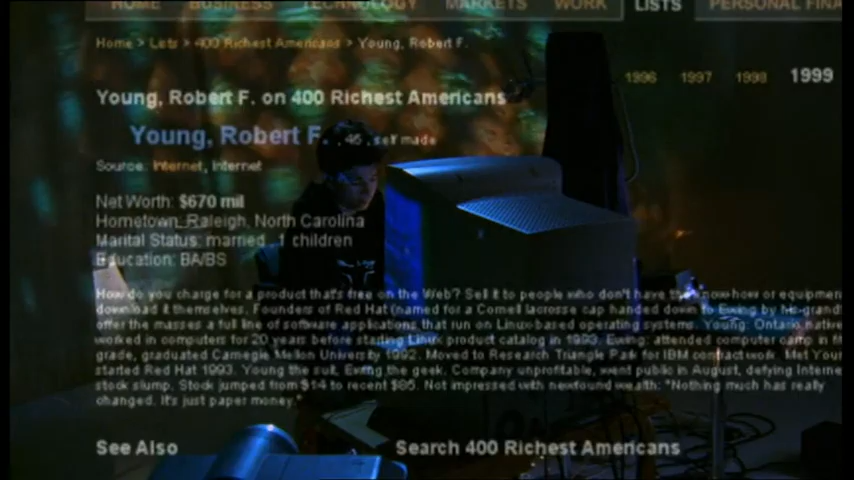 HOME BUSINESS TECHNOLOGY MARKETS WORK LISTS PERSONAL FINA
Home > Lists > 400 Richest Americans > Young, Robert F.
1996 1997 1998 1999
Young, Robert F. on 400 Richest Americans
Young, Robert F. , 45 , self made
Source: Internet, Internet
Net Worth: $670 mil
Hometown: Raleigh, North Carolina
Marital Status: married , 1 children
Education: BA/BS
How do you charge for a product that's free on the Web? Sell it to people who don't have the know-how or equipmen
download it themselves. Founders of Red Hat (named for a Cornell lacrosse cap handed down to Ewing by his grandf
offer the masses a full line of software applications that run on Linux-based operating systems. Young: Ontario native
worked in computers for 20 years before starting Linux product catalog in 1993. Ewing: attended computer camp in
grade, graduated Carnegie Mellon University 1992. Moved to Research Triangle Park for IBM contract work. Met You
started Red Hat 1993. Young the suit, Ewing the geek. Company unprofitable, went public in August, defying Interne
stock slump. Stock jumped from $14 to recent $85. Not impressed with newfound wealth: "Nothing much has really
changed. It's just paper money."
See Also Search 400 Richest Americans